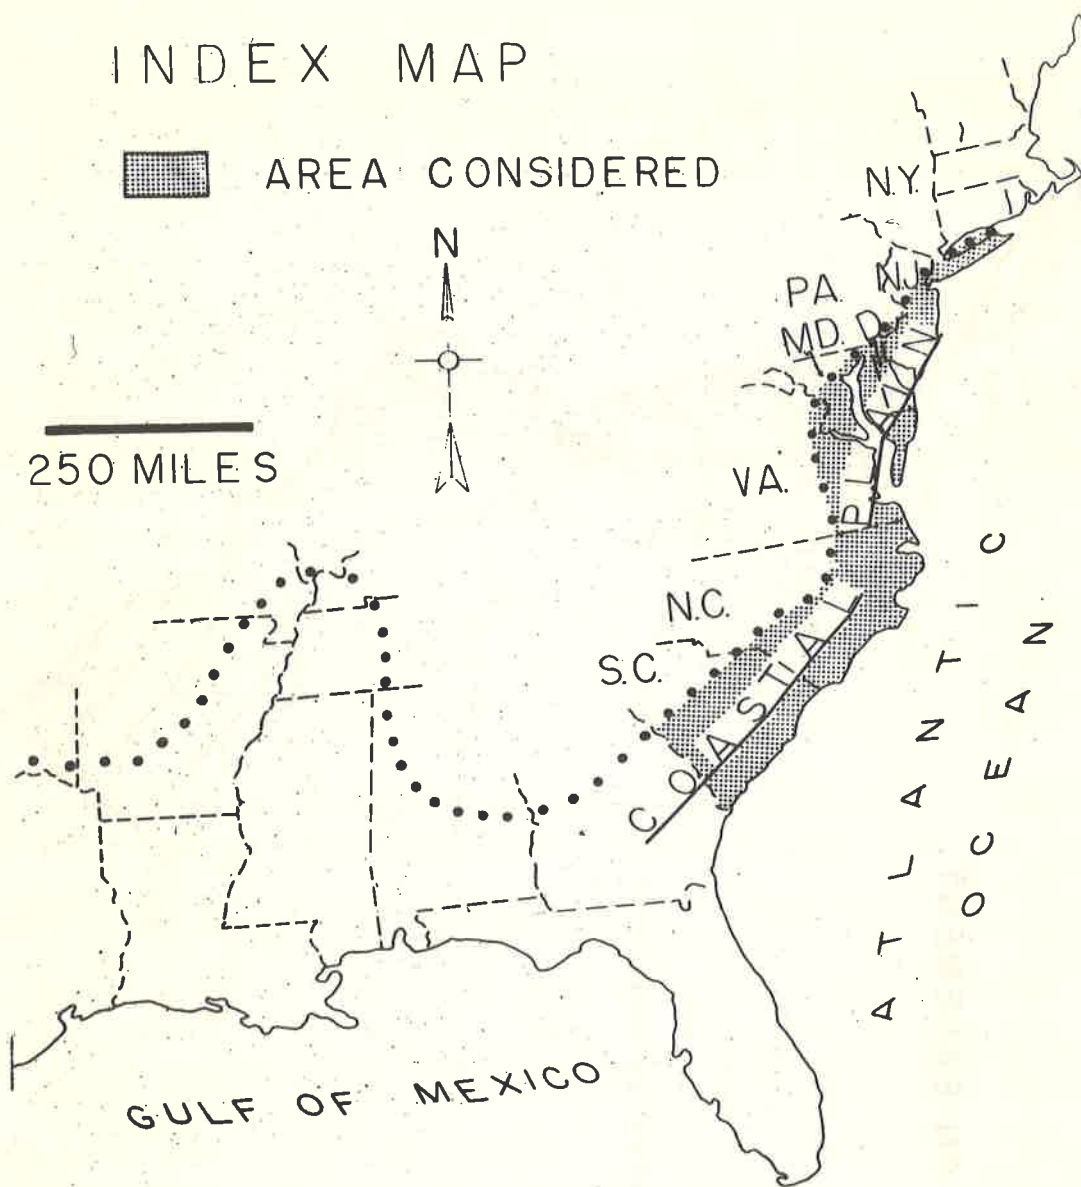 INDEX MAP
AREA CONSIDERED
N
250 MILES
N.Y.
PA.
N.J.
MD.
D.
VA.
N.C.
S.C.
COASTAL PLAIN
ATLANTIC
OCEAN
GULF OF MEXICO